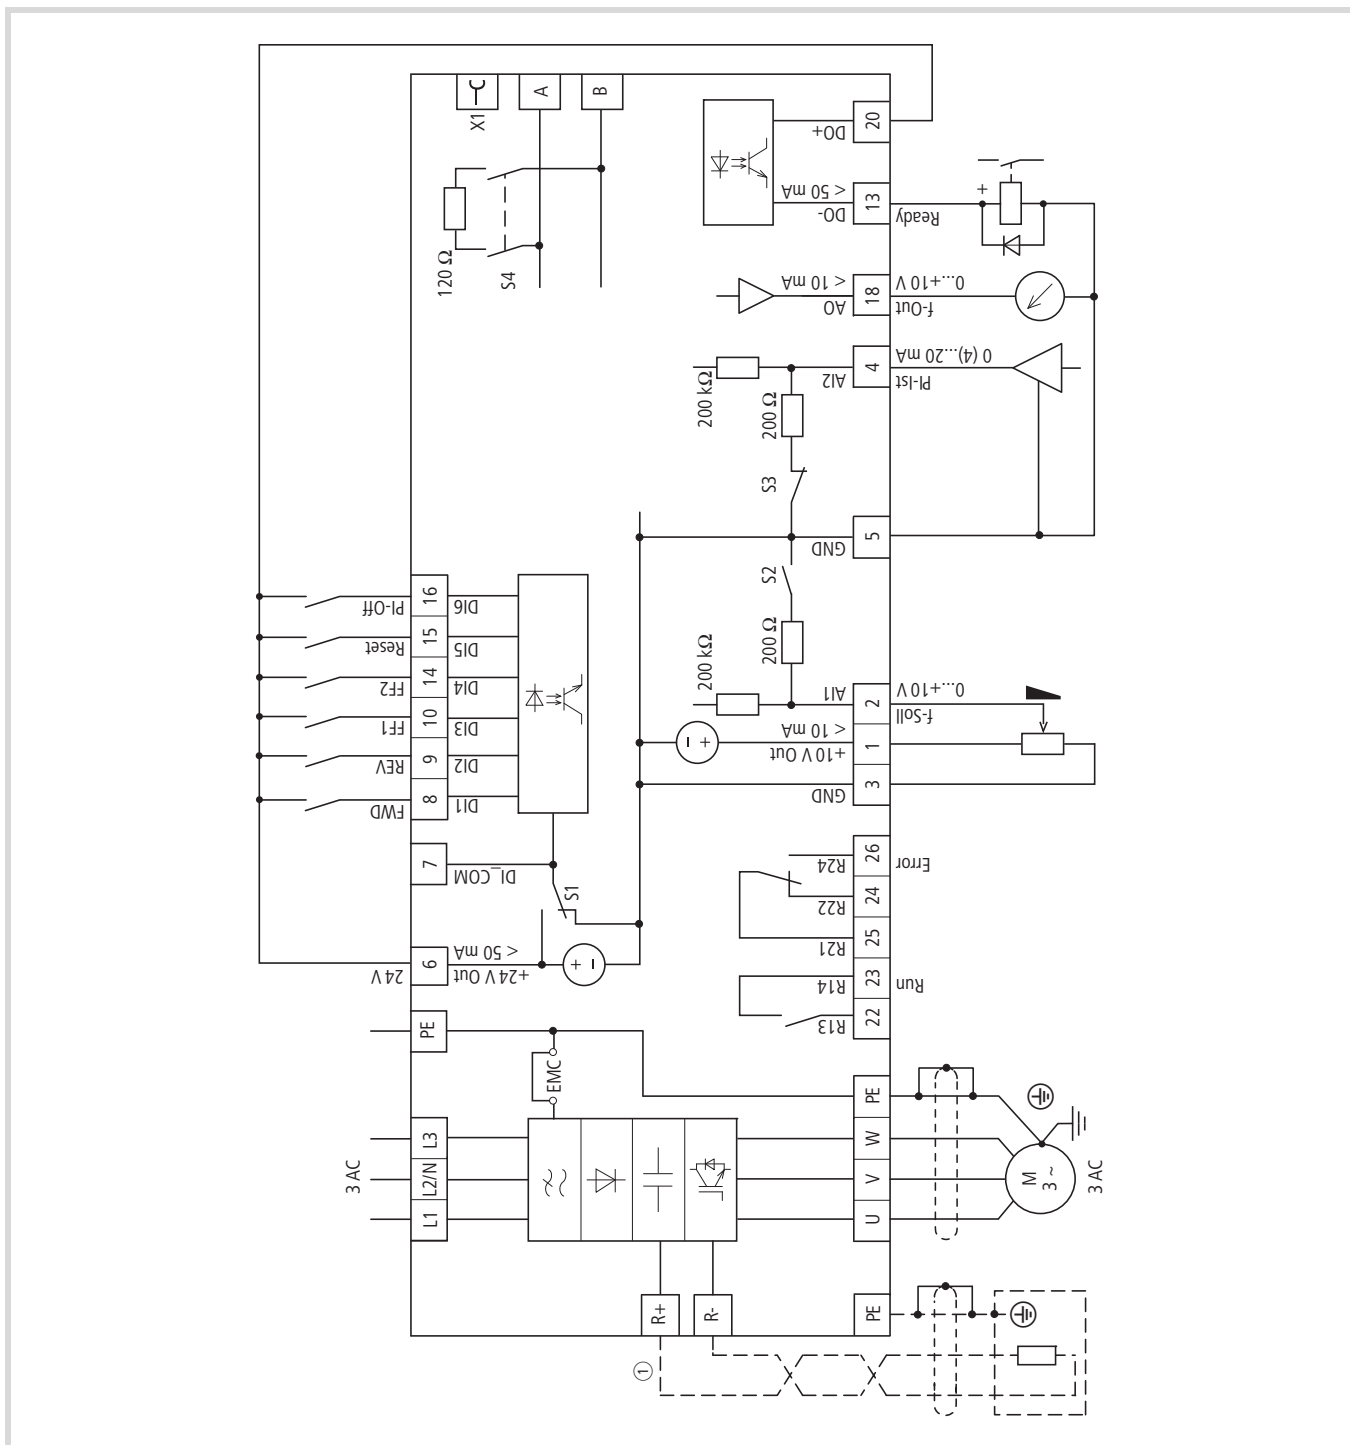 X1
A
B
120 Ω
S4
20
DO+
13
< 50 mA
DO-
Ready
+
18
< 10 mA
AO
0...+10 V
f-Out
4
AI2
0 (4)...20 mA
PI-Ist
200 kΩ
200 Ω
S3
5
GND
S2
200 Ω
200 kΩ
16
PI-Off
DI6
15
Reset
DI5
14
FF2
DI4
10
FF1
DI3
9
REV
DI2
8
FWD
DI1
2
AI1
0...+10 V
f-Soll
1
< 10 mA
+10 V Out
- +
3
GND
7
DI_COM
S1
6
24 V
< 50 mA
+24 V Out
+ -
26
R24
Error
24
R22
25
R21
23
R14
Run
22
R13
PE
EMC
PE
3 AC
L3
L2/N
L1
W
V
U
M
3 ~
3 AC
R+
R-
PE
1